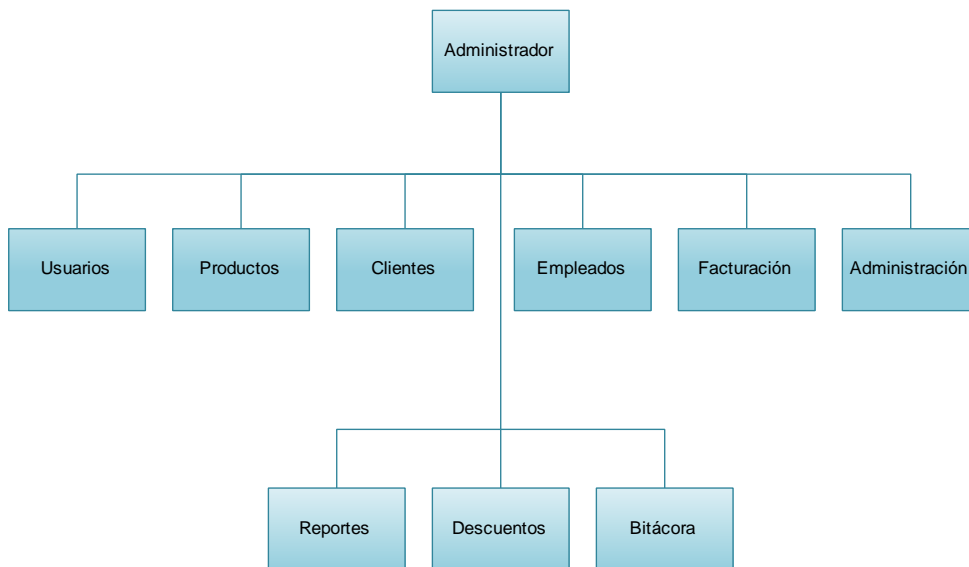 Administrador
Usuarios
Productos
Clientes
Empleados
Facturación
Administración
Reportes
Descuentos
Bitácora